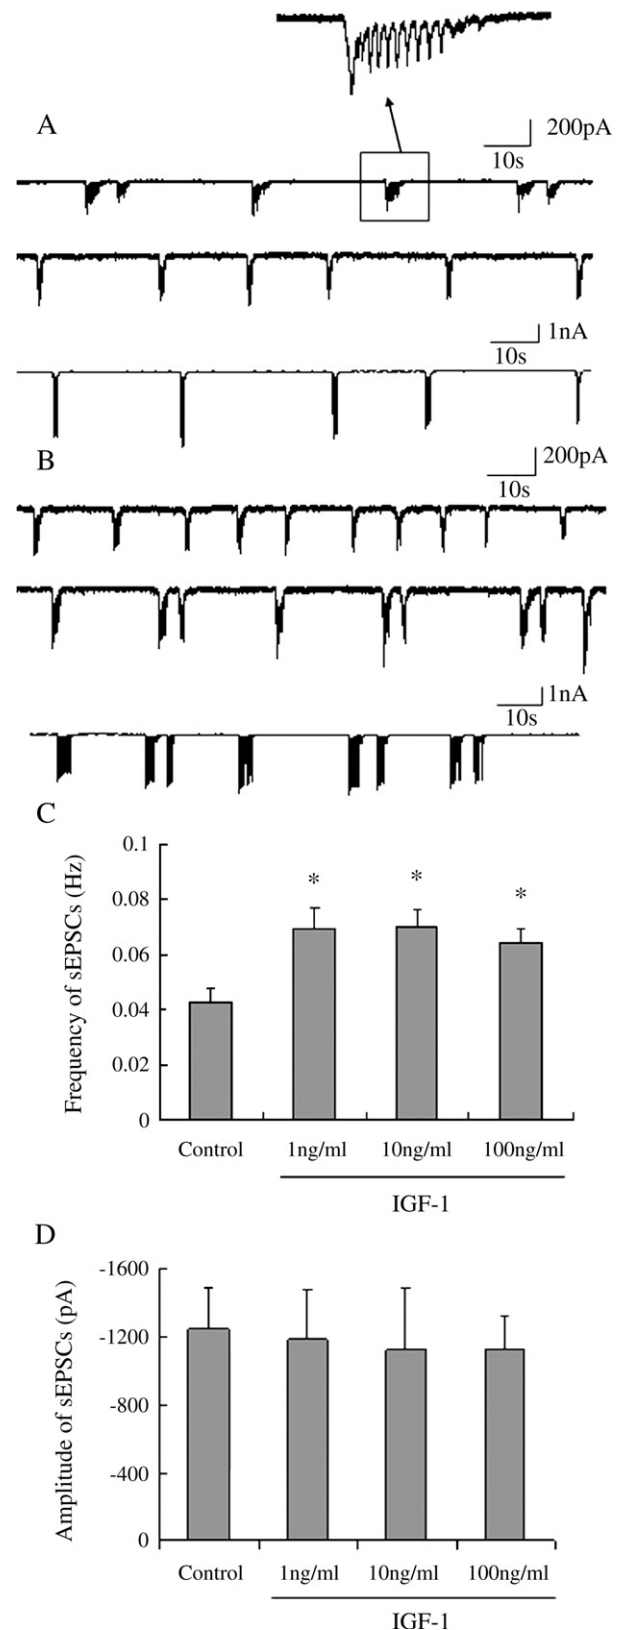 A
200pA
10s
1nA
10s
B
200pA
10s
1nA
10s
C
Frequency of sEPSCs (Hz)
0.1
0.08
0.06
0.04
0.02
0
*
*
*
Control 1ng/ml 10ng/ml 100ng/ml
IGF-1
D
Amplitude of sEPSCs (pA)
-1600
-1200
-800
-400
0
Control 1ng/ml 10ng/ml 100ng/ml
IGF-1